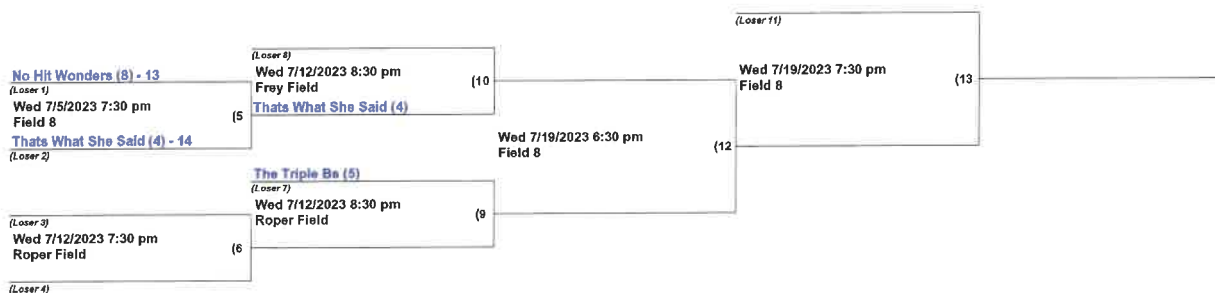 (Loser 11)
(Loser 8)
No Hit Wonders (8) - 13
(Loser 1)
Wed 7/12/2023 8:30 pm
Frey Field
(10
Wed 7/19/2023 7:30 pm
Field 8
(13
Wed 7/5/2023 7:30 pm
Field 8
(5
Thats What She Said (4)
Thats What She Said (4) - 14
(Loser 2)
Wed 7/19/2023 6:30 pm
Field 8
(12
The Triple Bs (5)
(Loser 7)
Wed 7/12/2023 8:30 pm
Roper Field
(9
(Loser 3)
Wed 7/12/2023 7:30 pm
Roper Field
(6
(Loser 4)